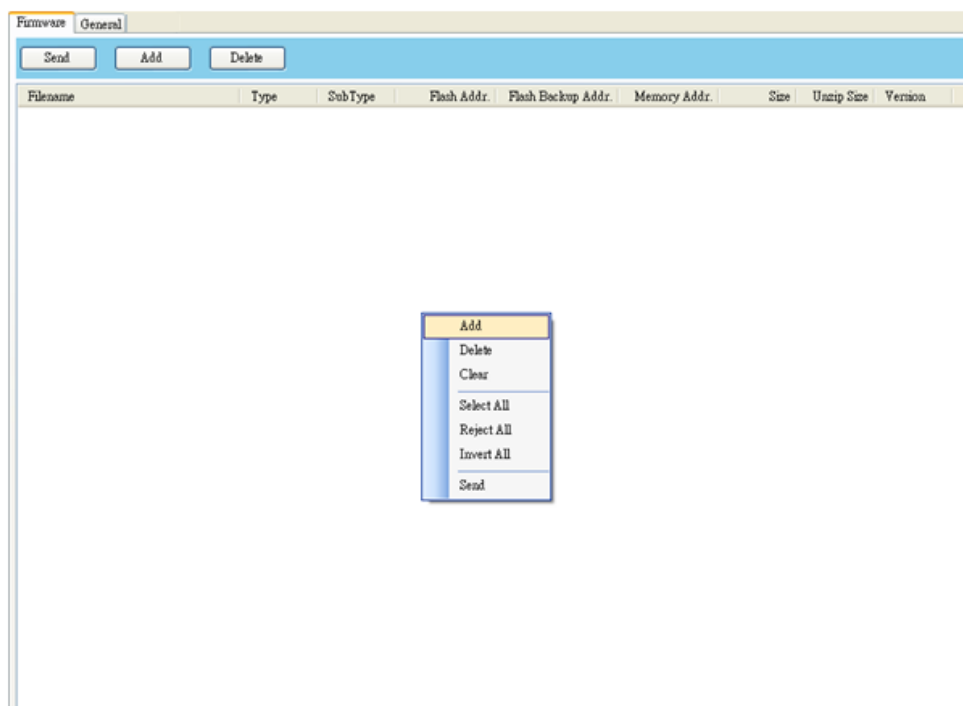 Firmware General
Send Add Delete
Filename Type SubType Flash Addr. Flash Backup Addr. Memory Addr. Size Unzip Size Version
Add
Delete
Clear
Select All
Reject All
Invert All
Send